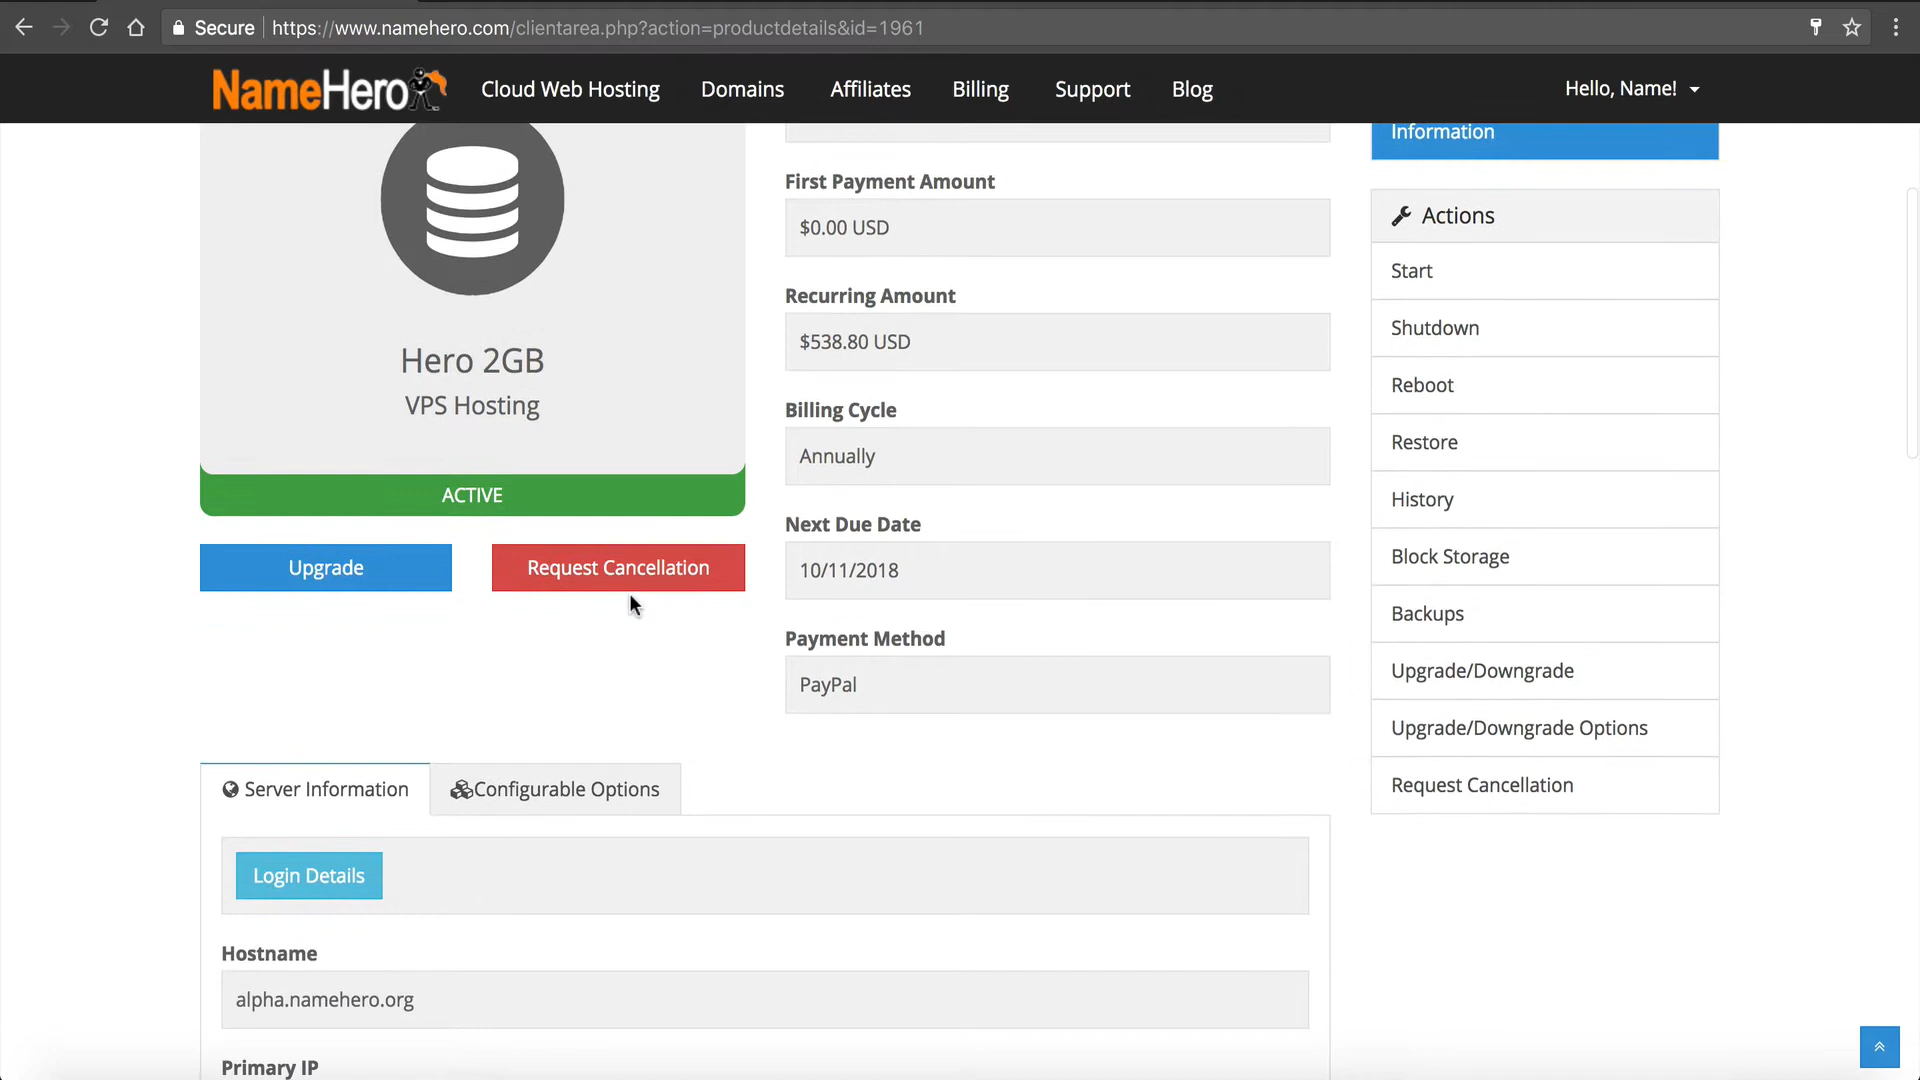 Secure https://www.namehero.com/clientarea.php?action=productdetails&id=1961
NameHero Cloud Web Hosting Domains Affiliates Billing Support Blog Hello, Name!
Hero 2GB
VPS Hosting
ACTIVE
Upgrade Request Cancellation
First Payment Amount
$0.00 USD
Recurring Amount
$538.80 USD
Billing Cycle
Annually
Next Due Date
10/11/2018
Payment Method
PayPal
Information
Actions
Start
Shutdown
Reboot
Restore
History
Block Storage
Backups
Upgrade/Downgrade
Upgrade/Downgrade Options
Request Cancellation
Server Information Configurable Options
Login Details
Hostname
alpha.namehero.org
Primary IP